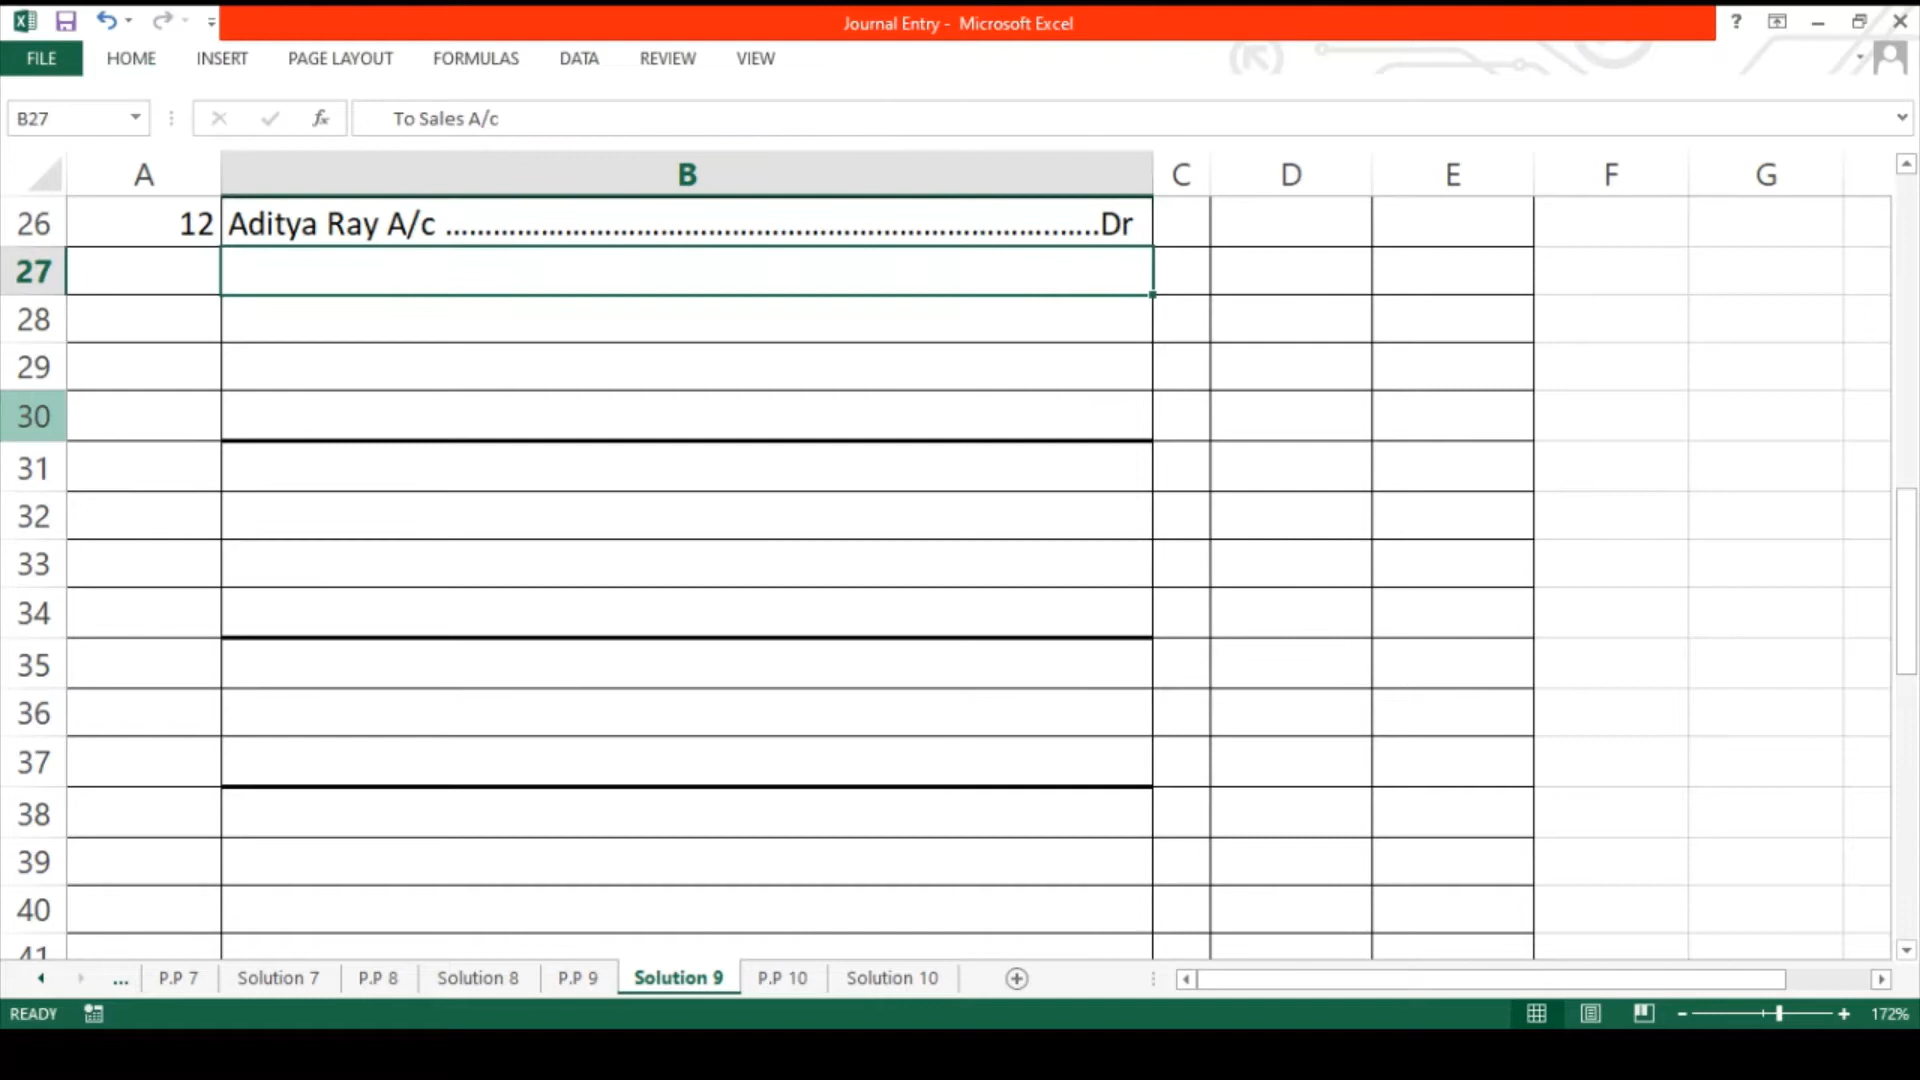 Journal Entry - Microsoft Excel
?
FILE HOME INSERT PAGE LAYOUT FORMULAS DATA REVIEW VIEW
B27 fx To Sales A/c
A B C D E F G
26 12 Aditya Ray A/c ................................................................................Dr
27
28
29
30
31
32
33
34
35
36
37
38
39
40
41
... P.P 7 Solution 7 P.P 8 Solution 8 P.P 9 Solution 9 P.P 10 Solution 10
READY 172%